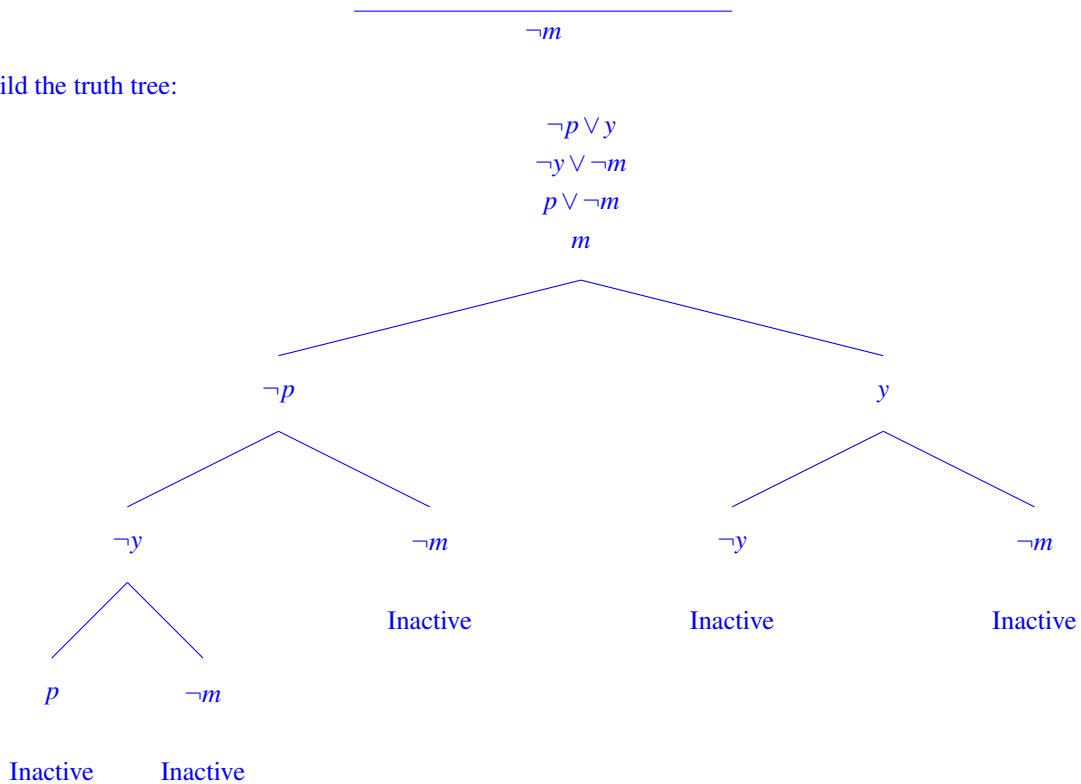 ¬m
ild the truth tree:
¬p ∨ y
¬y ∨ ¬m
p ∨ ¬m
m
¬p y
¬y ¬m ¬y ¬m
Inactive Inactive Inactive
p ¬m
Inactive Inactive